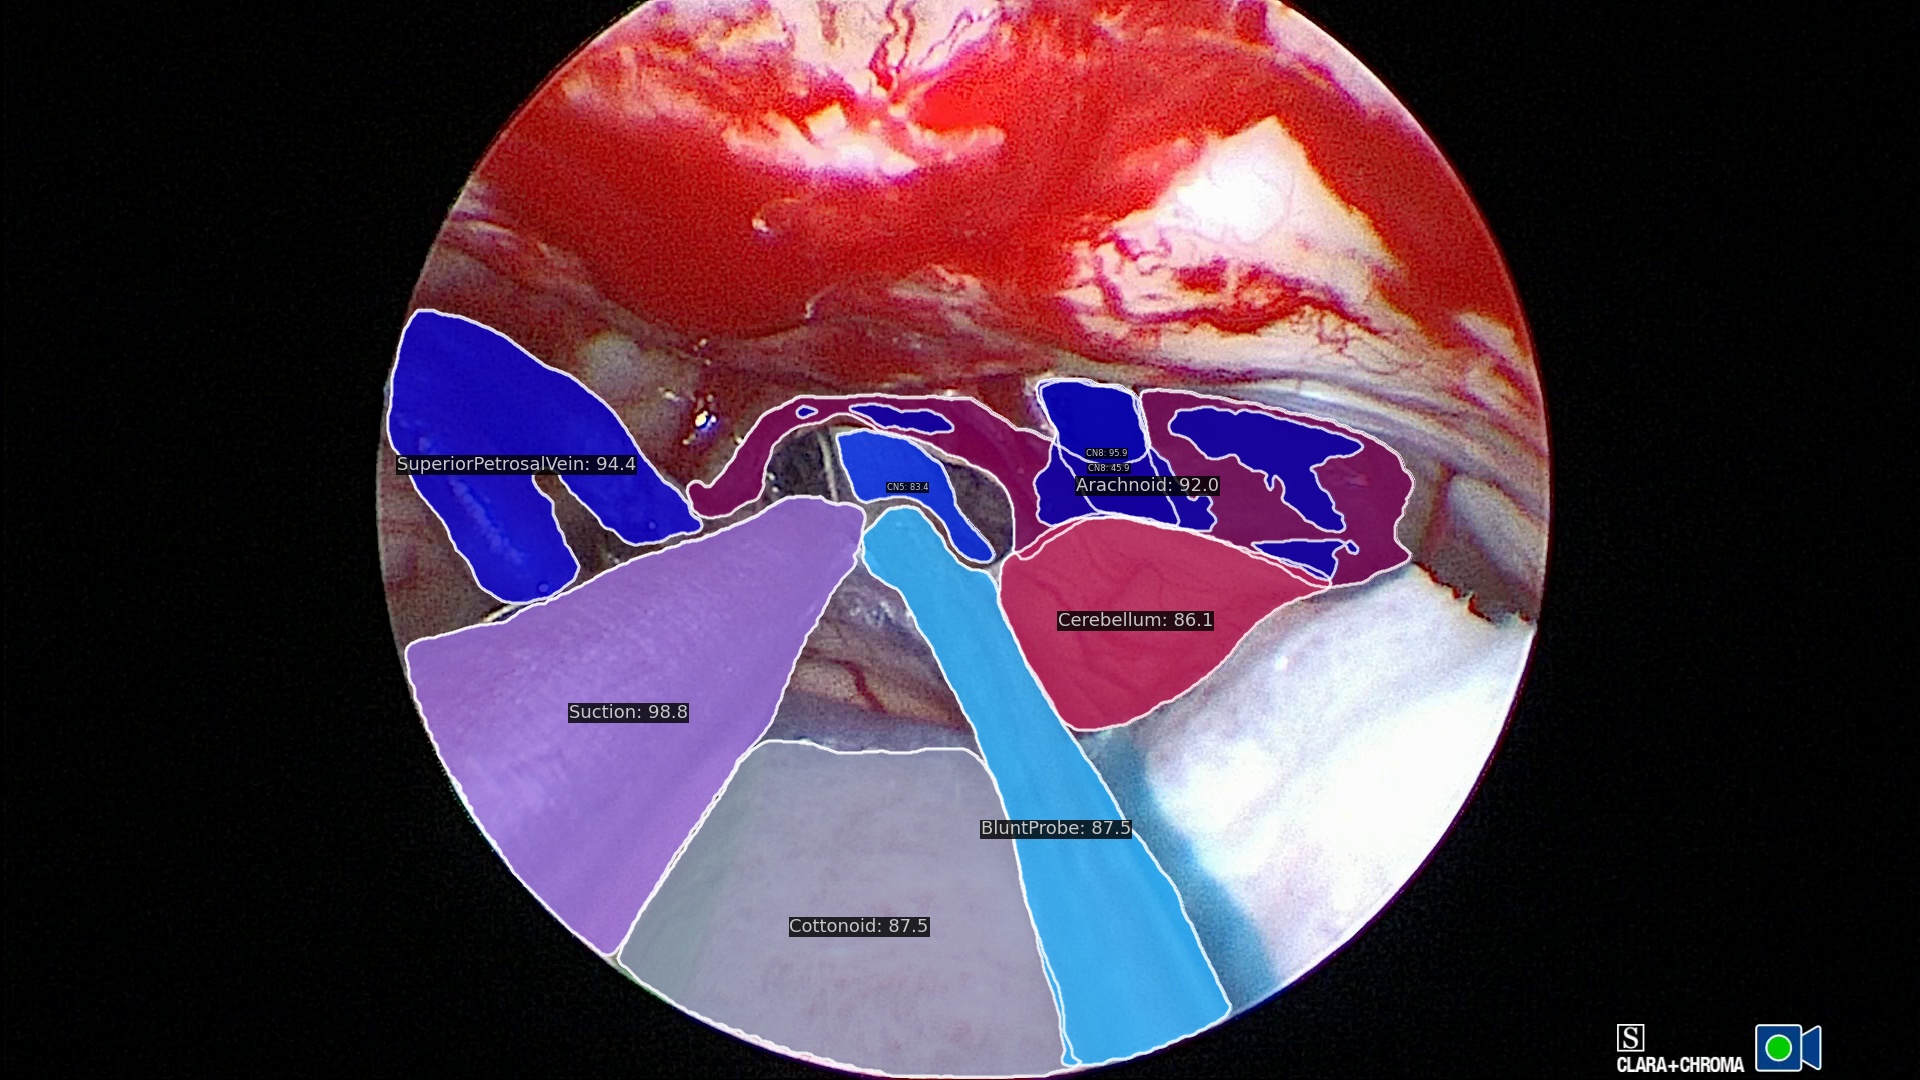 CN8: 95.9
SuperiorPetrosalVein: 94.4
CN8: 45.9
Arachnoid: 92.0
CN5: 83.4
Cerebellum: 86.1
Suction: 98.8
BluntProbe: 87.5
Cottonoid: 87.5
S
CLARA+CHROMA